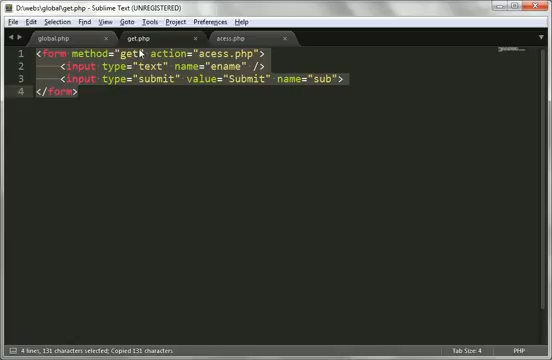 D:\webs\global\get.php - Sublime Text (UNREGISTERED)
File Edit Selection Find View Goto Tools Project Preferences Help
global.php × get.php × acess.php ×
1 <form method="get" action="acess.php">
2 <input type="text" name="ename" />
3 <input type="submit" value="Submit" name="sub">
4 </form>
4 lines, 131 characters selected; Copied 131 characters Tab Size: 4 PHP